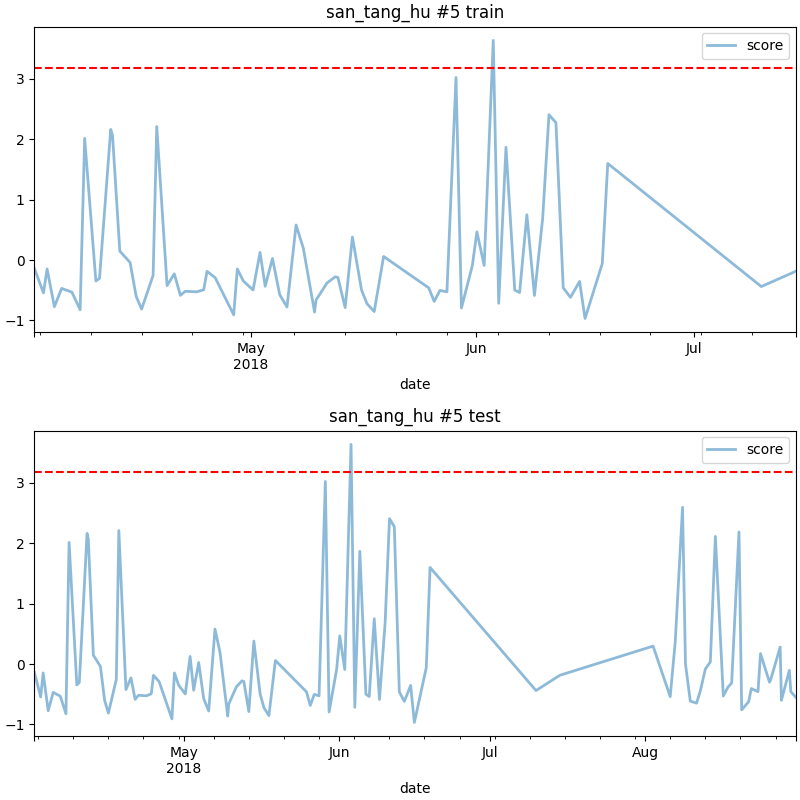 san_tang_hu #5 train
score
3
2
1
0
−1
May Jun Jul
2018
date
san_tang_hu #5 test
score
3
2
1
0
−1
May Jun Jul Aug
2018
date